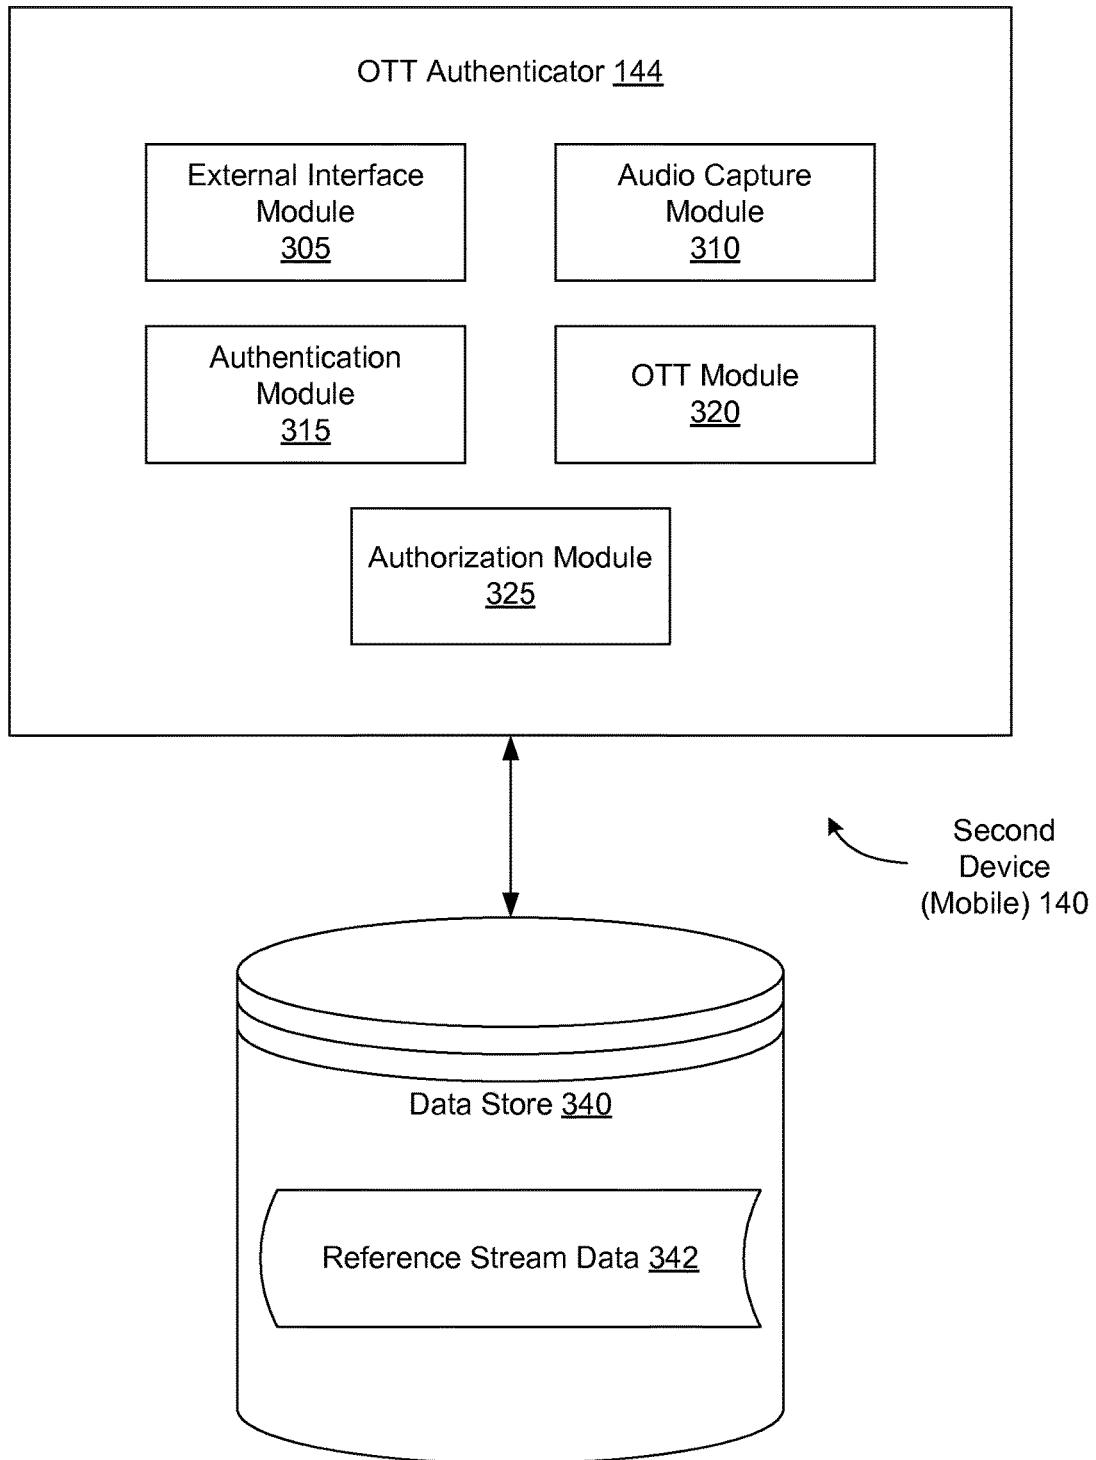 OTT Authenticator 144
External Interface
Module
305
Audio Capture
Module
310
Authentication
Module
315
OTT Module
320
Authorization Module
325
Second
Device
(Mobile) 140
Data Store 340
Reference Stream Data 342